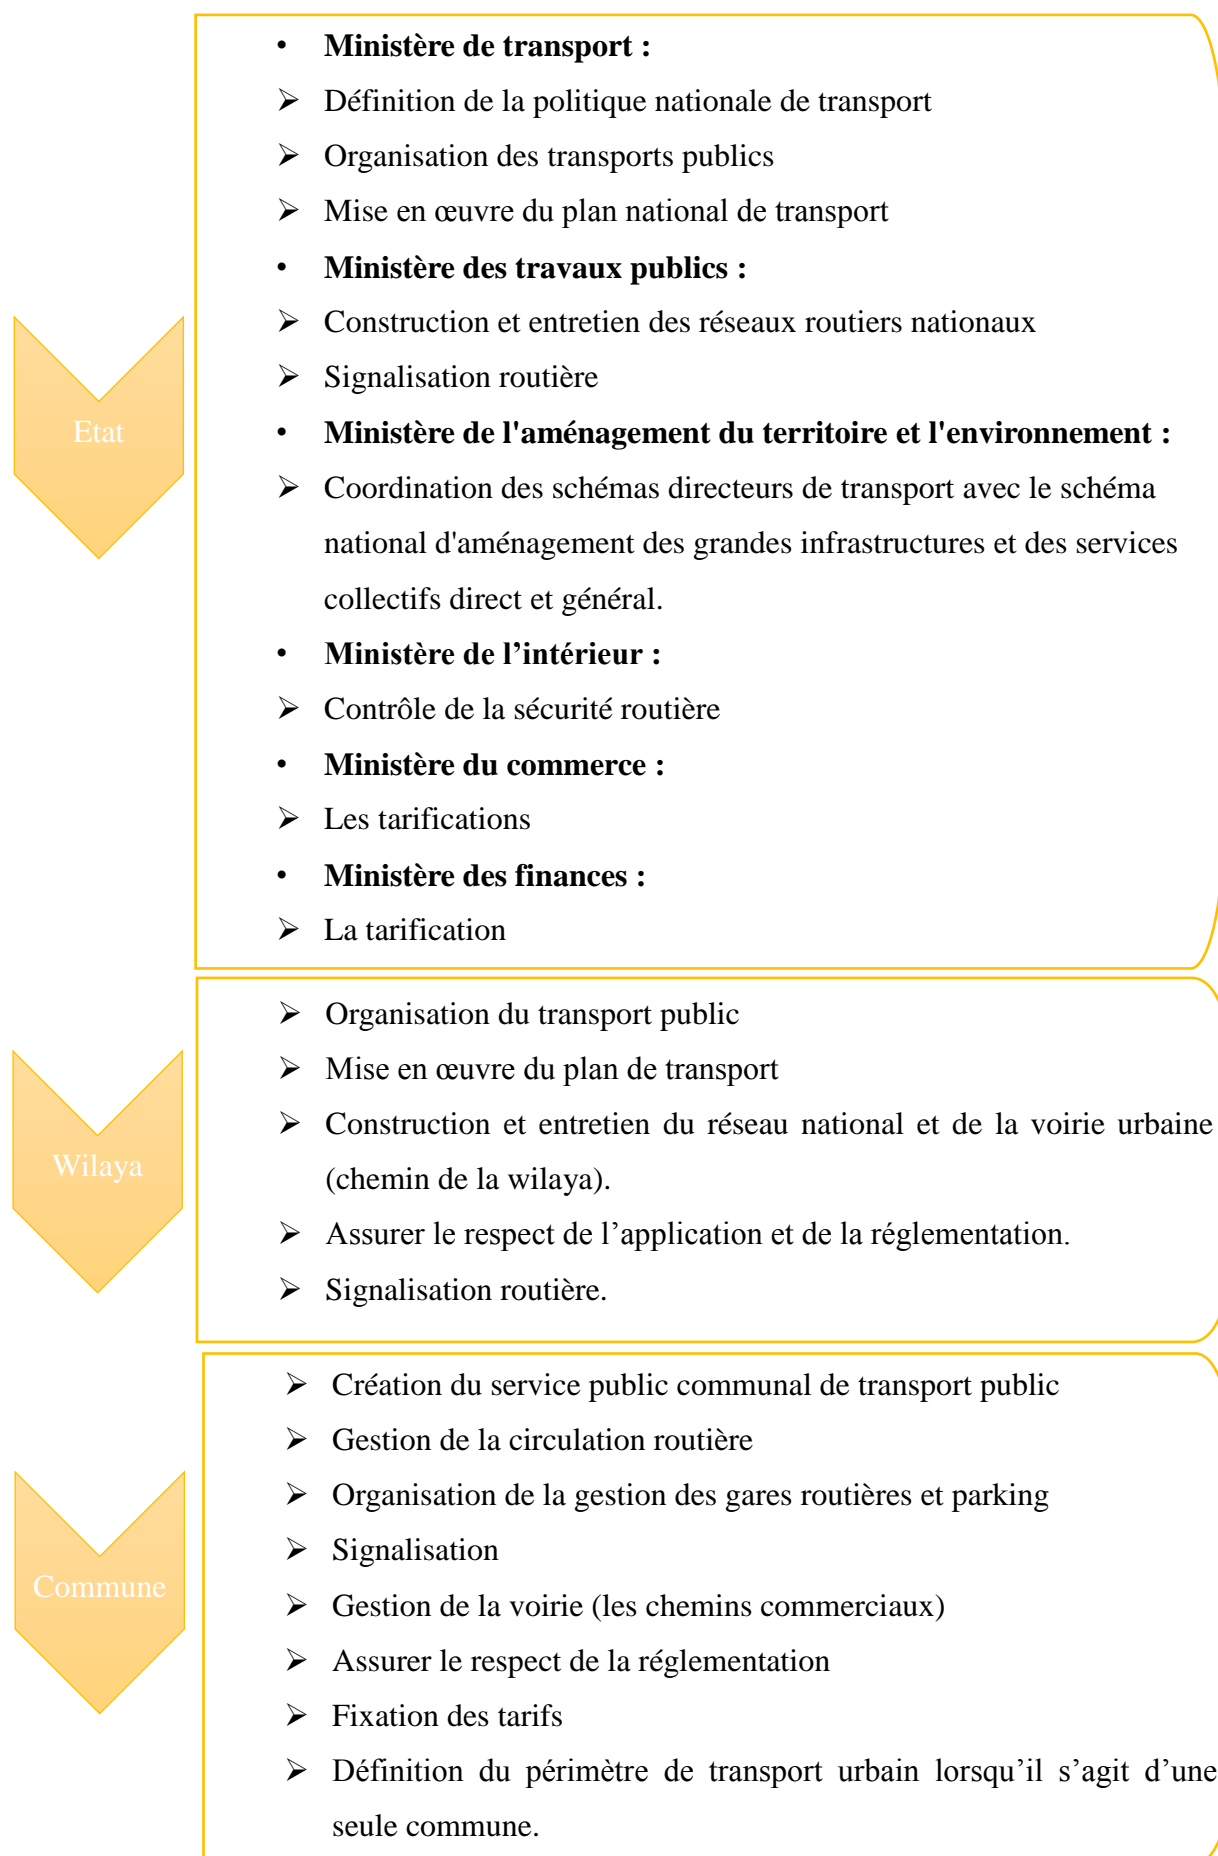 • Ministère de transport :
➢ Définition de la politique nationale de transport
➢ Organisation des transports publics
➢ Mise en œuvre du plan national de transport
• Ministère des travaux publics :
➢ Construction et entretien des réseaux routiers nationaux
➢ Signalisation routière
Etat
• Ministère de l'aménagement du territoire et l'environnement :
➢ Coordination des schémas directeurs de transport avec le schéma
national d'aménagement des grandes infrastructures et des services
collectifs direct et général.
• Ministère de l’intérieur :
➢ Contrôle de la sécurité routière
• Ministère du commerce :
➢ Les tarifications
• Ministère des finances :
➢ La tarification
➢ Organisation du transport public
➢ Mise en œuvre du plan de transport
➢ Construction et entretien du réseau national et de la voirie urbaine
(chemin de la wilaya).
Wilaya
➢ Assurer le respect de l’application et de la réglementation.
➢ Signalisation routière.
➢ Création du service public communal de transport public
➢ Gestion de la circulation routière
➢ Organisation de la gestion des gares routières et parking
➢ Signalisation
Commune
➢ Gestion de la voirie (les chemins commerciaux)
➢ Assurer le respect de la réglementation
➢ Fixation des tarifs
➢ Définition du périmètre de transport urbain lorsqu’il s’agit d’une
seule commune.